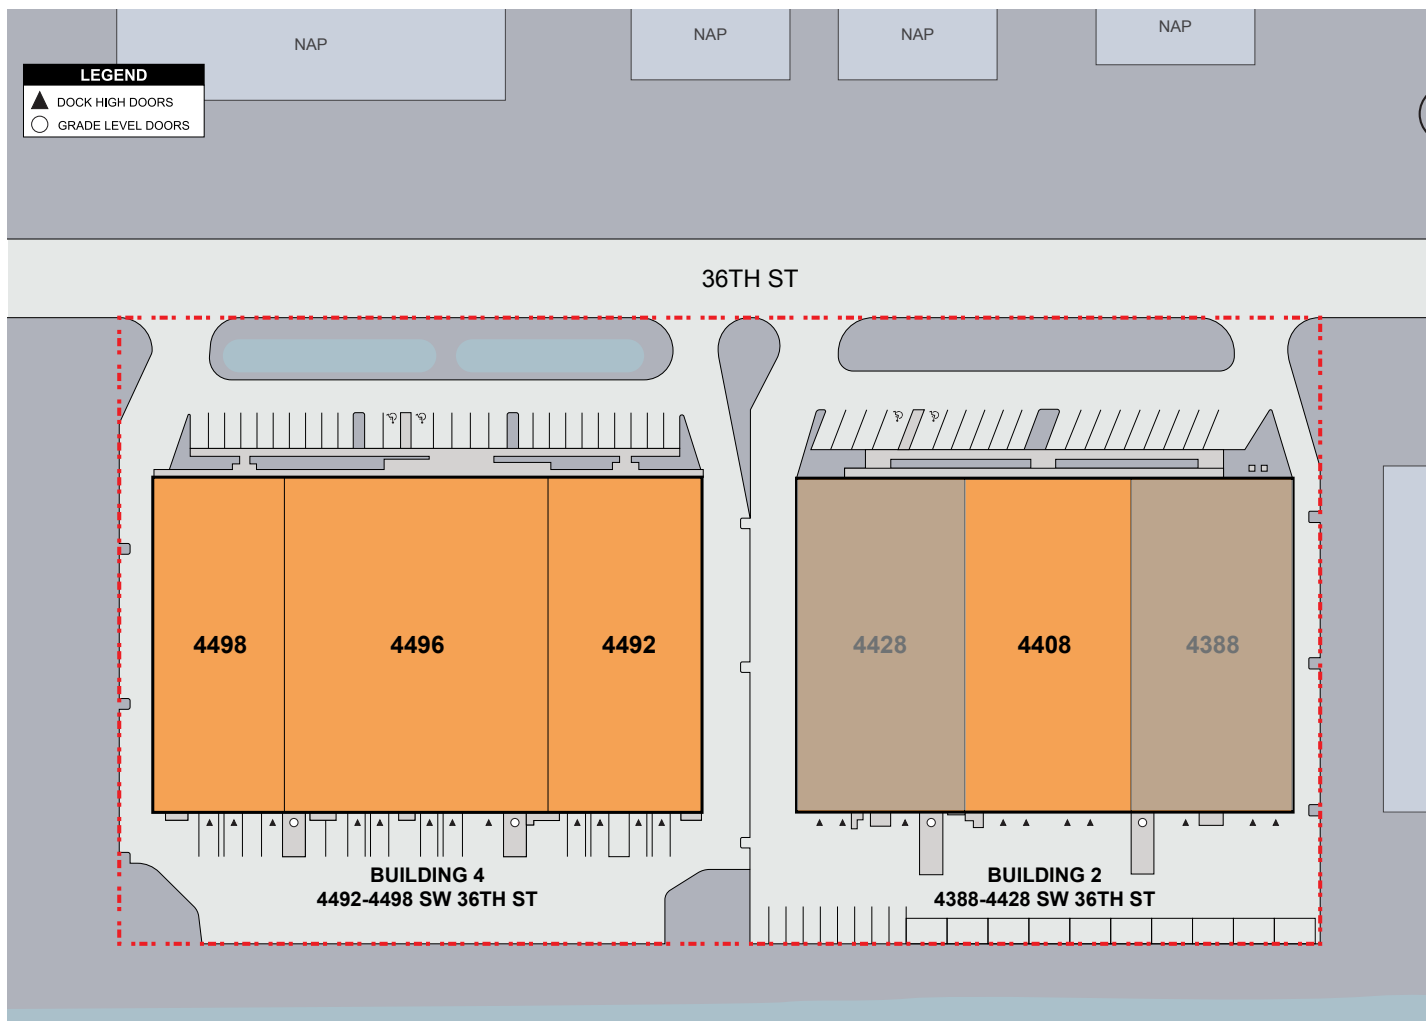 NAP
NAP
NAP
NAP
LEGEND
DOCK HIGH DOORS
GRADE LEVEL DOORS
36TH ST
4498
4496
4492
4428
4408
4388
BUILDING 4
4492-4498 SW 36TH ST
BUILDING 2
4388-4428 SW 36TH ST